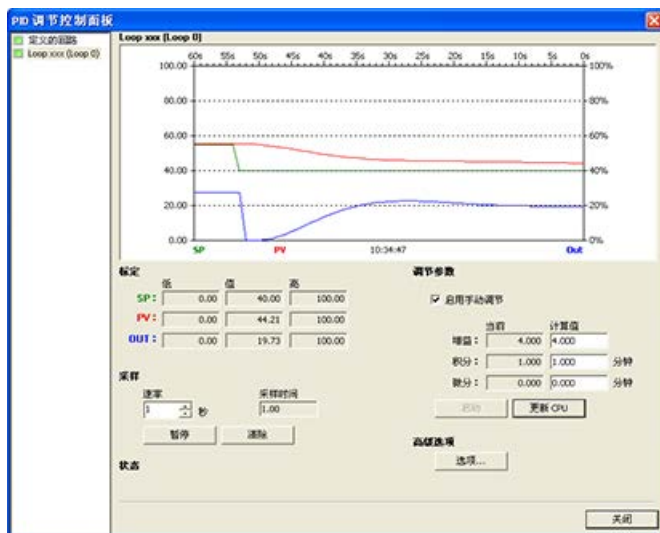 PID 调节控制面板
定义的回路
Loop xxx (Loop 0)
Loop xxx (Loop 0)
60s 55s 50s 45s 40s 35s 30s 25s 20s 15s 10s 5s 0s
100.00 100%
80.00 80%
60.00 60%
40.00 40%
20.00 20%
0.00 0%
SP PV 10:34:47 Out
标定
低 值 高
SP: 0.00 40.00 100.00
PV: 0.00 44.21 100.00
OUT: 0.00 19.73 100.00
采样
速率 采样时间
1 秒 1.00
暂停 清除
状态
调节参数
启用手动调节
当前 计算值
增益: 4.000 4.000
积分: 1.000 1.000 分钟
微分: 0.000 0.000 分钟
启动 更新 CPU
高级选项
选项...
关闭